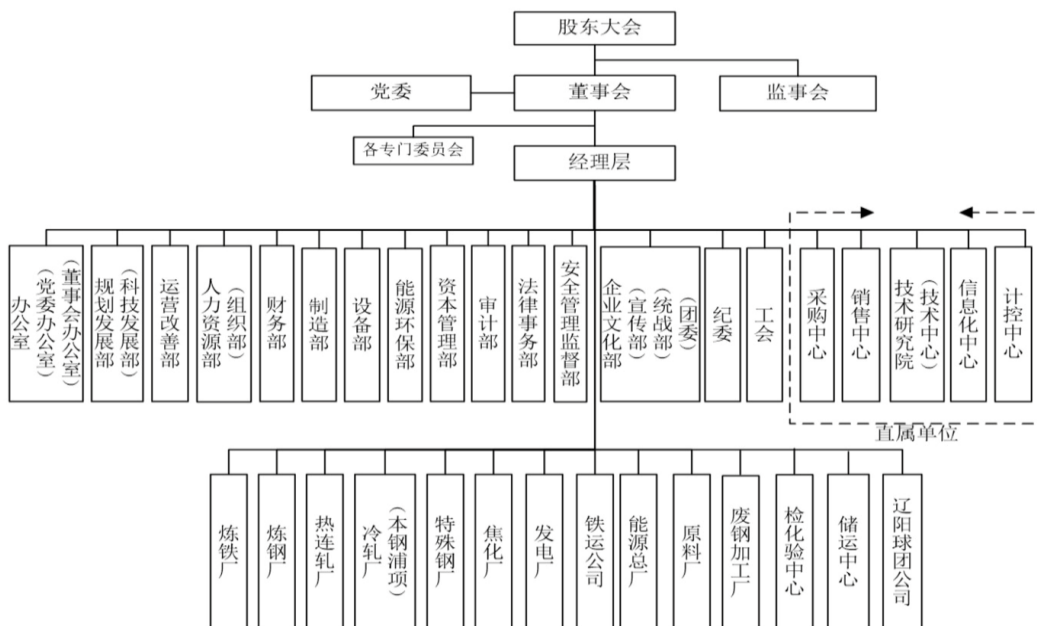 股东大会
党委
董事会
监事会
各专门委员会
经理层
办公室
（党委办公室）
（董事会办公室）
规划发展部
（科技发展部）
运营改善部
人力资源部
（组织部）
财务部
制造部
设备部
能源环保部
资本管理部
审计部
法律事务部
安全管理监督部
企业文化部
（宣传部）
（统战部）
（团委）
纪委
工会
采购中心
销售中心
技术研究院
（技术中心）
信息化中心
计控中心
直属单位
炼铁厂
炼钢厂
热连轧厂
冷轧厂
（本钢浦项）
特殊钢厂
焦化厂
发电厂
铁运公司
能源总厂
原料厂
废钢加工厂
检化验中心
储运中心
辽阳球团公司